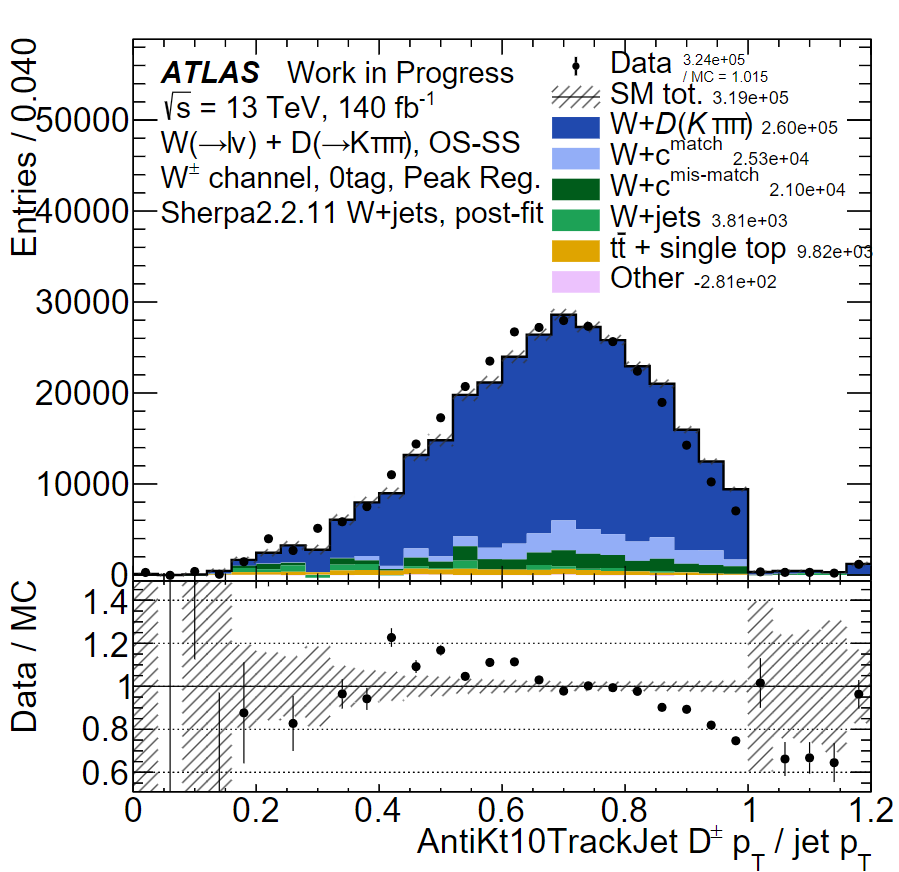 ATLAS Work in Progress
√s = 13 TeV, 140 fb⁻¹
W(→lν) + D(→Kππ), OS-SS
W± channel, 0tag, Peak Reg.
Sherpa2.2.11 W+jets, post-fit
Data 3.24e+05 / MC = 1.015
SM tot. 3.19e+05
W+D(Kππ) 2.60e+05
W+c^match 2.53e+04
W+c^mis-match 2.10e+04
W+jets 3.81e+03
tt̄ + single top 9.82e+03
Other -2.81e+02
Entries / 0.040
50000
40000
30000
20000
10000
0
Data / MC
1.4
1.2
1
0.8
0.6
0 0.2 0.4 0.6 0.8 1 1.2
AntiKt10TrackJet D± p_T / jet p_T